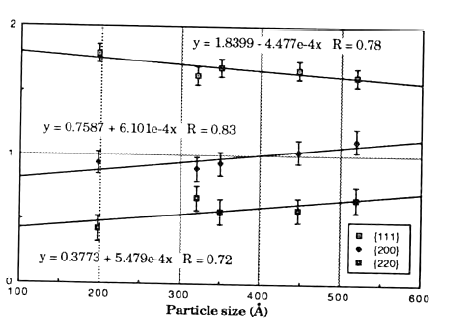 2
y = 1.8399 - 4.477e-4x R = 0.78
y = 0.7587 + 6.101e-4x R = 0.83
1
y = 0.3773 + 5.479e-4x R = 0.72
{111}
{200}
{220}
0
100 200 300 400 500 600
Particle size (Å)